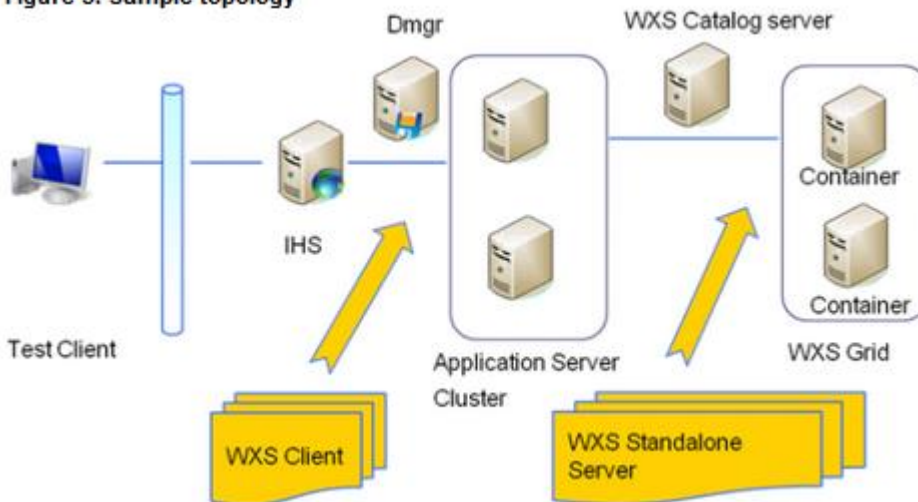 Figure 3. Sample topology
Dmgr
WXS Catalog server
Container
IHS
Container
Test Client
Application Server
Cluster
WXS Grid
WXS Client
WXS Standalone
Server